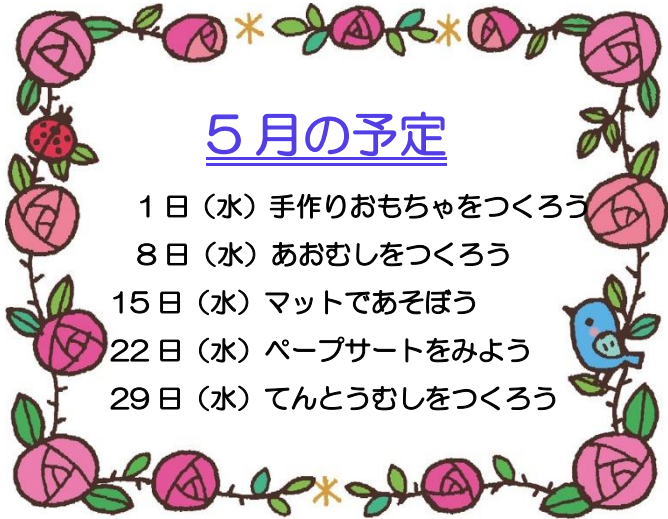 5月の予定
1日（水）手作りおもちゃをつくろう
8日（水）あおむしをつくろう
15日（水）マットであそぼう
22日（水）ペープサートをみよう
29日（水）てんとうむしをつくろう